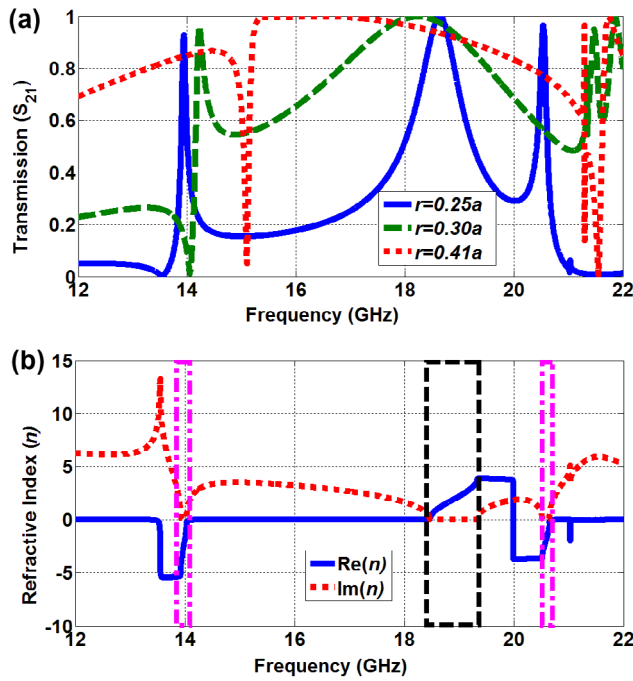 (a)
Transmission (S21)
1
0.8
0.6
0.4
0.2
0
r=0.25a
r=0.30a
r=0.41a
12 14 16 18 20 22
Frequency (GHz)
(b)
Refractive Index (n)
15
10
5
0
-5
-10
Re(n)
Im(n)
12 14 16 18 20 22
Frequency (GHz)